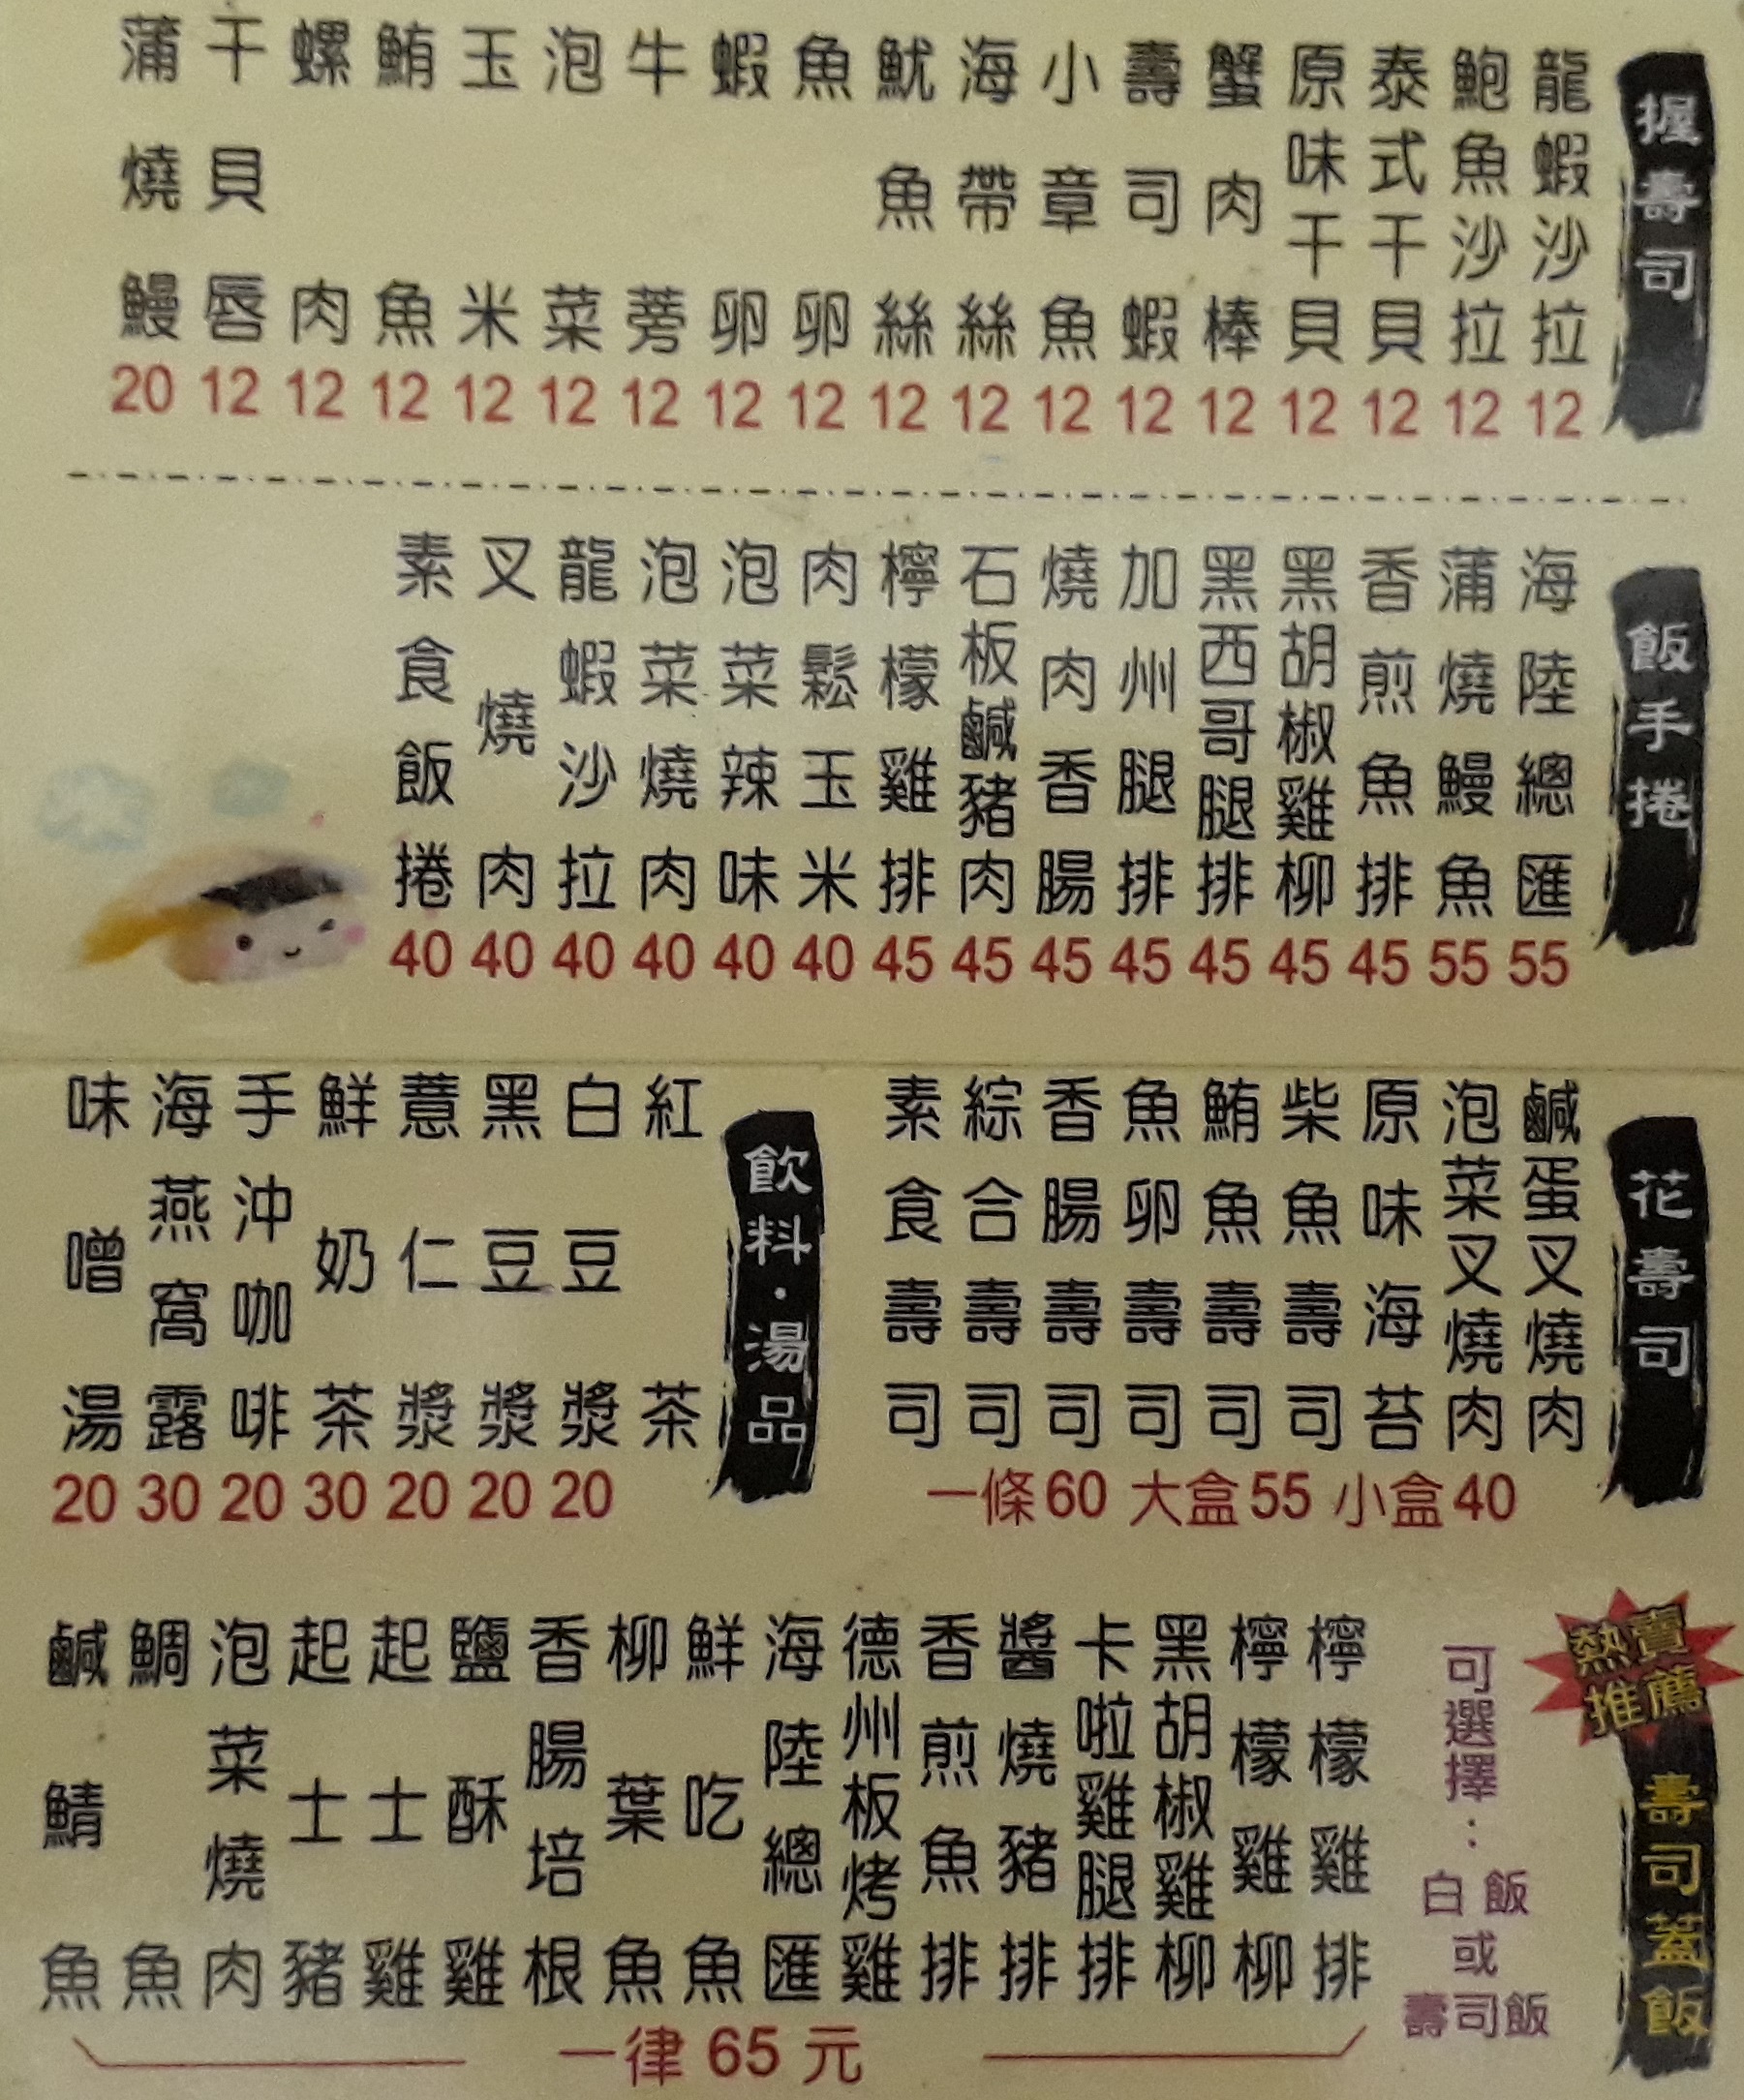 握壽司
龍蝦沙拉 12
鮑魚沙拉 12
泰式干貝 12
原味干貝 12
蟹肉棒 12
壽司蝦 12
小章魚 12
海帶絲 12
魷魚絲 12
魚卵 12
蝦卵 12
牛蒡 12
泡菜 12
玉米 12
鮪魚 12
螺肉 12
干貝唇 12
蒲燒鰻 20
飯手捲
海陸總匯 55
蒲燒鰻魚 55
香煎魚排 45
黑胡椒雞柳 45
黑西哥腿排 45
加州腿排 45
燒肉香腸 45
石板鹹豬肉 45
檸檬雞排 45
肉鬆玉米 40
泡菜辣味 40
泡菜燒肉 40
龍蝦沙拉 40
叉燒肉 40
素食飯捲 40
花壽司
鹹蛋叉燒肉
泡菜叉燒肉
原味海苔
柴魚壽司
鮪魚壽司
魚卵壽司
香腸壽司
綜合壽司
素食壽司
一條60 大盒55 小盒40
飲料·湯品
紅茶
白豆漿 20
黑豆漿 20
薏仁漿 20
鮮奶茶 30
手沖咖啡 20
海燕窩露 30
味噌湯 20
熱賣推薦
壽司蓋飯
可選擇：
白飯
或
壽司飯
檸檬雞排
檸檬雞柳
黑胡椒雞柳
卡啦雞腿排
醬燒豬排
香煎魚排
德州板烤雞
海陸總匯
鮮吃魚
柳葉魚
香腸培根
鹽酥雞
起士雞
起士豬
泡菜燒肉
鯛魚
鹹鯖魚
一律 65 元